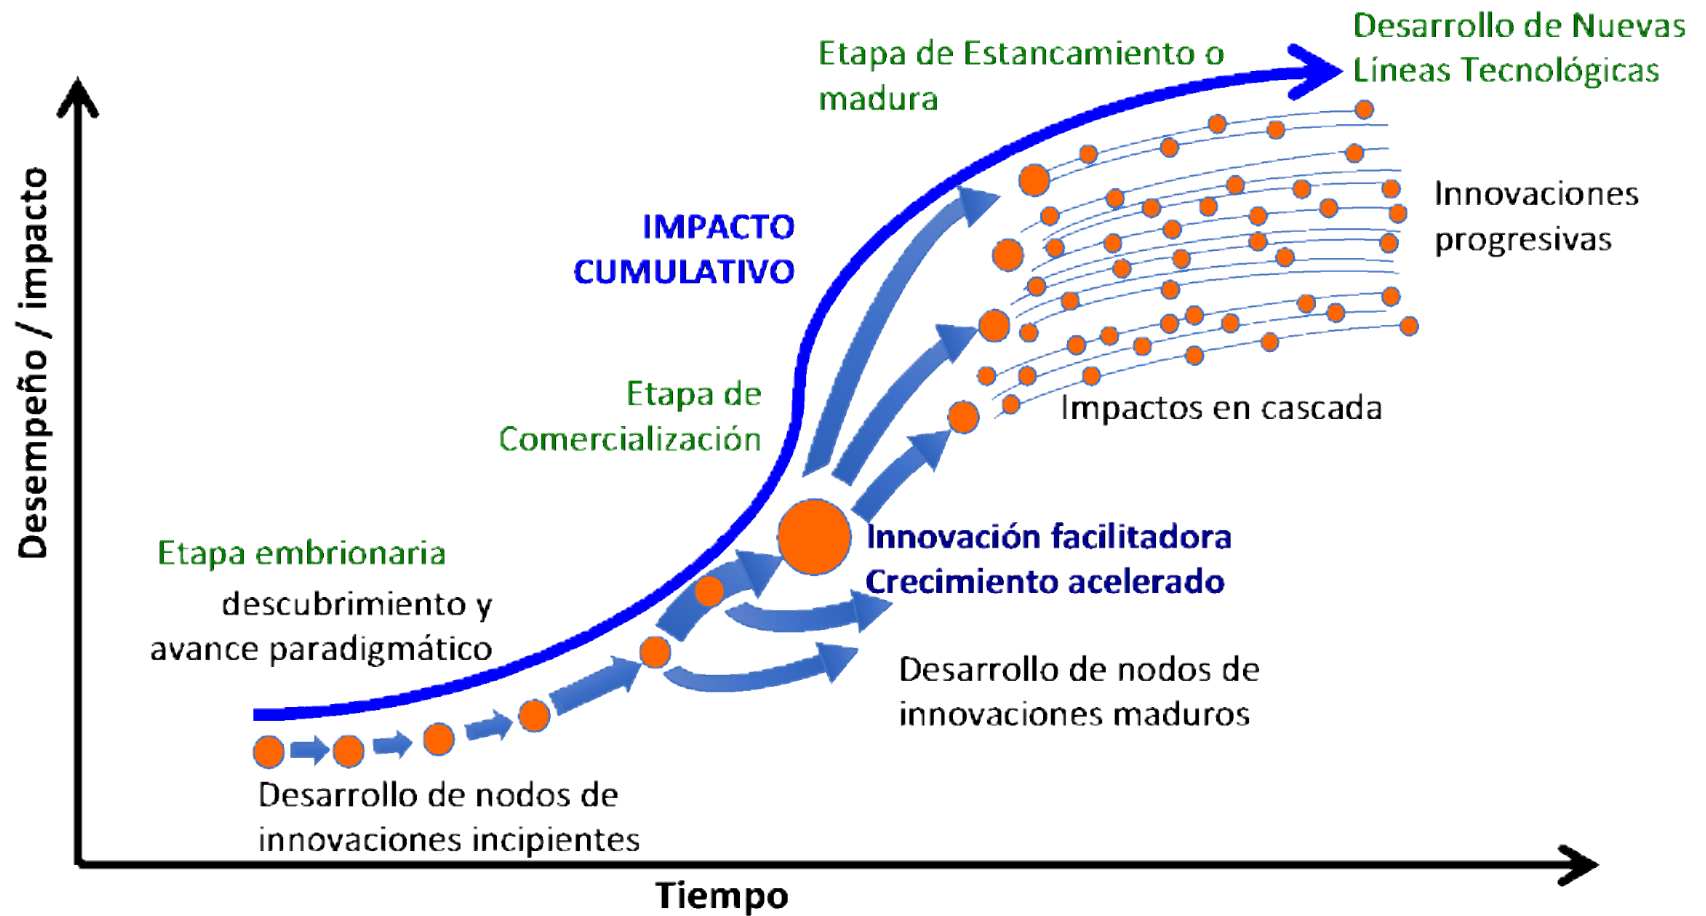 Desarrollo de Nuevas
Líneas Tecnológicas
Etapa de Estancamiento o
madura
Innovaciones
progresivas
IMPACTO
CUMULATIVO
Desempeño / impacto
Etapa de
Comercialización
Impactos en cascada
Innovación facilitadora
Crecimiento acelerado
Etapa embrionaria
descubrimiento y
avance paradigmático
Desarrollo de nodos de
innovaciones maduros
Desarrollo de nodos de
innovaciones incipientes
Tiempo